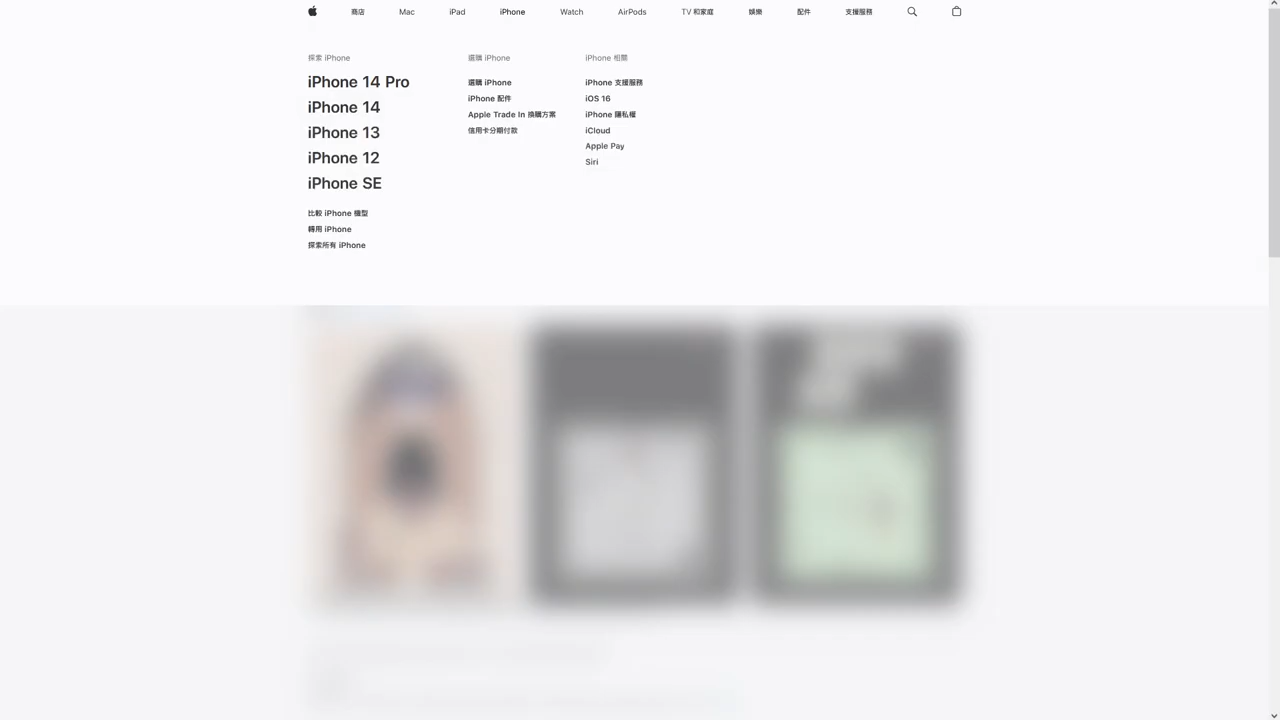 商店
Mac
iPad
iPhone
Watch
AirPods
TV 和家庭
娛樂
配件
支援服務
探索 iPhone
iPhone 14 Pro
iPhone 14
iPhone 13
iPhone 12
iPhone SE
比較 iPhone 機型
轉用 iPhone
探索所有 iPhone
選購 iPhone
選購 iPhone
iPhone 配件
Apple Trade In 換購方案
信用卡分期付款
iPhone 相關
iPhone 支援服務
iOS 16
iPhone 隱私權
iCloud
Apple Pay
Siri